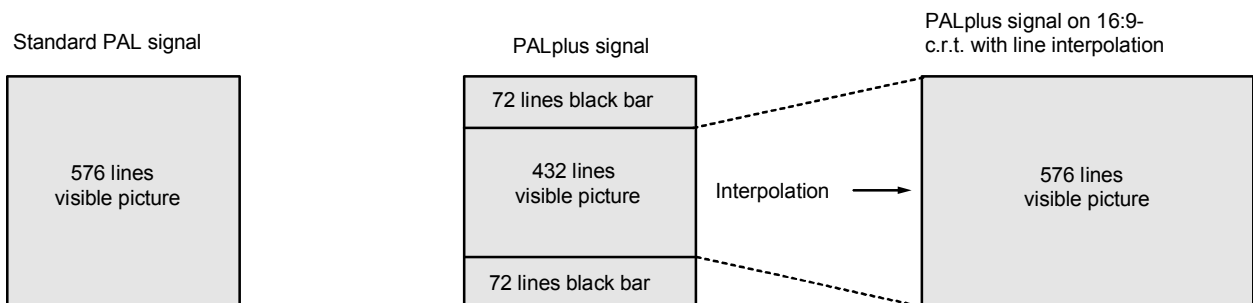 Standard PAL signal
576 lines
visible picture
PALplus signal
72 lines black bar
432 lines
visible picture
72 lines black bar
Interpolation
PALplus signal on 16:9-
c.r.t. with line interpolation
576 lines
visible picture